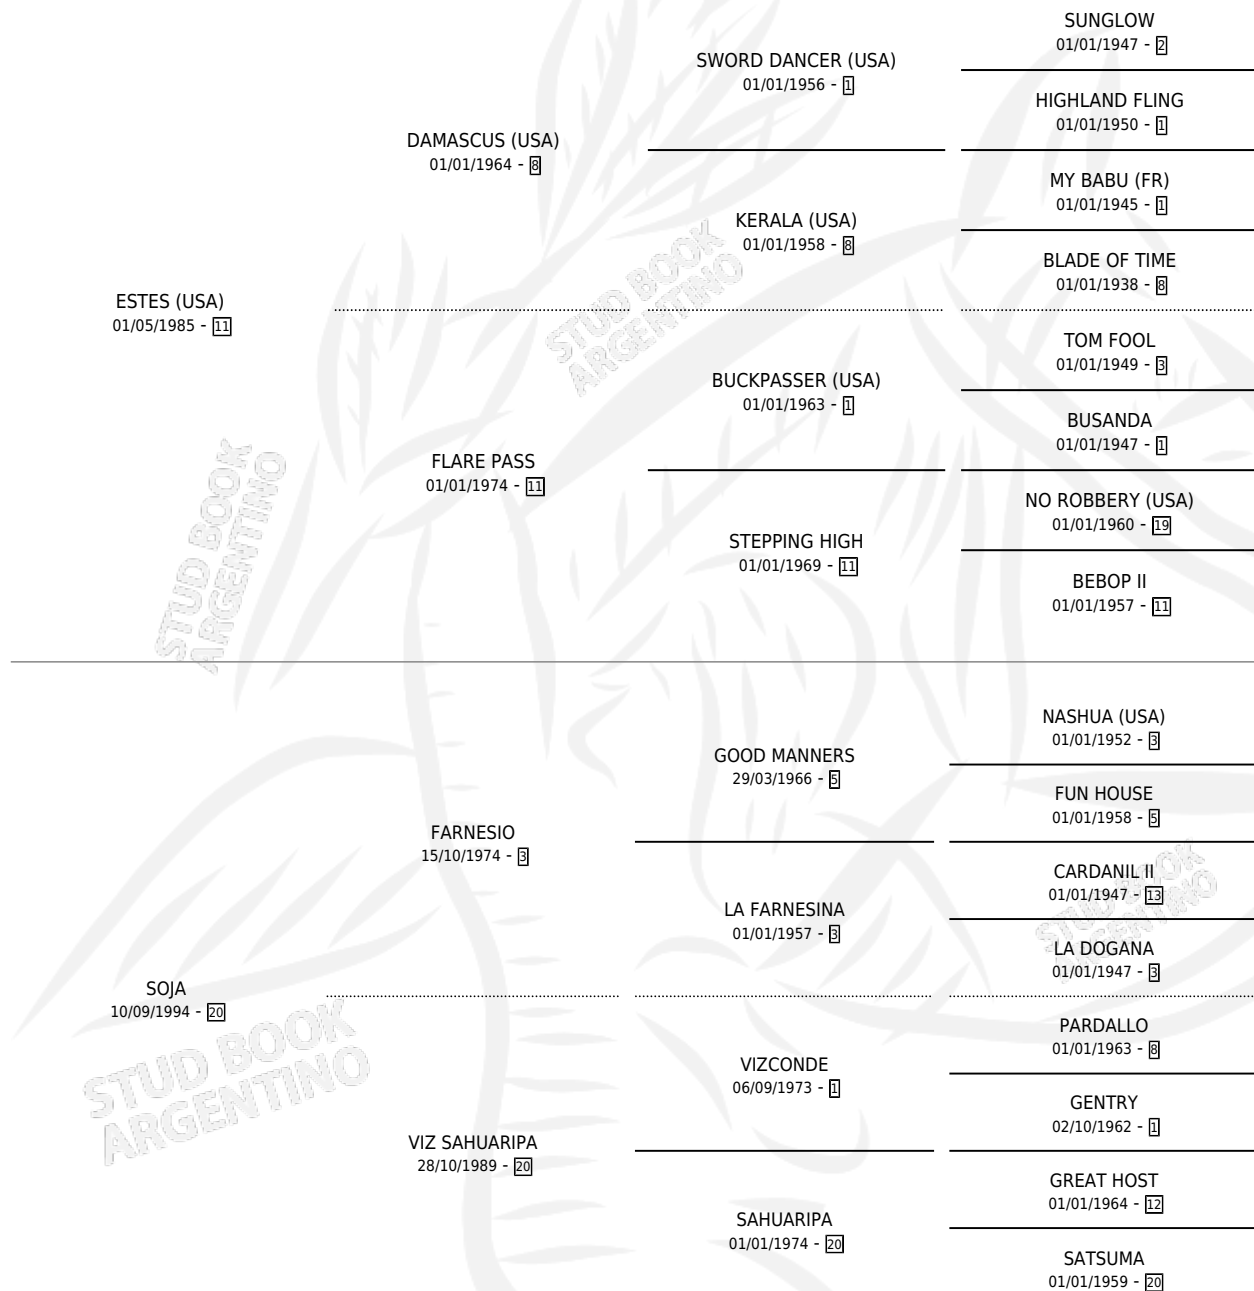 SUNGLOW
01/01/1947 - 2
SWORD DANCER (USA)
01/01/1956 - 1
HIGHLAND FLING
01/01/1950 - 1
DAMASCUS (USA)
01/01/1964 - 8
MY BABU (FR)
01/01/1945 - 1
KERALA (USA)
01/01/1958 - 8
BLADE OF TIME
01/01/1938 - 8
ESTES (USA)
01/05/1985 - 11
TOM FOOL
01/01/1949 - 3
BUCKPASSER (USA)
01/01/1963 - 1
BUSANDA
01/01/1947 - 1
FLARE PASS
01/01/1974 - 11
NO ROBBERY (USA)
01/01/1960 - 19
STEPPING HIGH
01/01/1969 - 11
BEBOP II
01/01/1957 - 11
NASHUA (USA)
01/01/1952 - 3
GOOD MANNERS
29/03/1966 - 5
FUN HOUSE
01/01/1958 - 5
FARNESIO
15/10/1974 - 3
CARDANIL II
01/01/1947 - 13
LA FARNESINA
01/01/1957 - 3
LA DOGANA
01/01/1947 - 3
SOJA
10/09/1994 - 20
PARDALLO
01/01/1963 - 8
VIZCONDE
06/09/1973 - 1
GENTRY
02/10/1962 - 1
VIZ SAHUARIPA
28/10/1989 - 20
GREAT HOST
01/01/1964 - 12
SAHUARIPA
01/01/1974 - 20
SATSUMA
01/01/1959 - 20
STUD BOOK
ARGENTINO
STUD BOOK
ARGENTINO
STUD BOOK
ARGENTINO
STUD BOOK
ARGENTINO